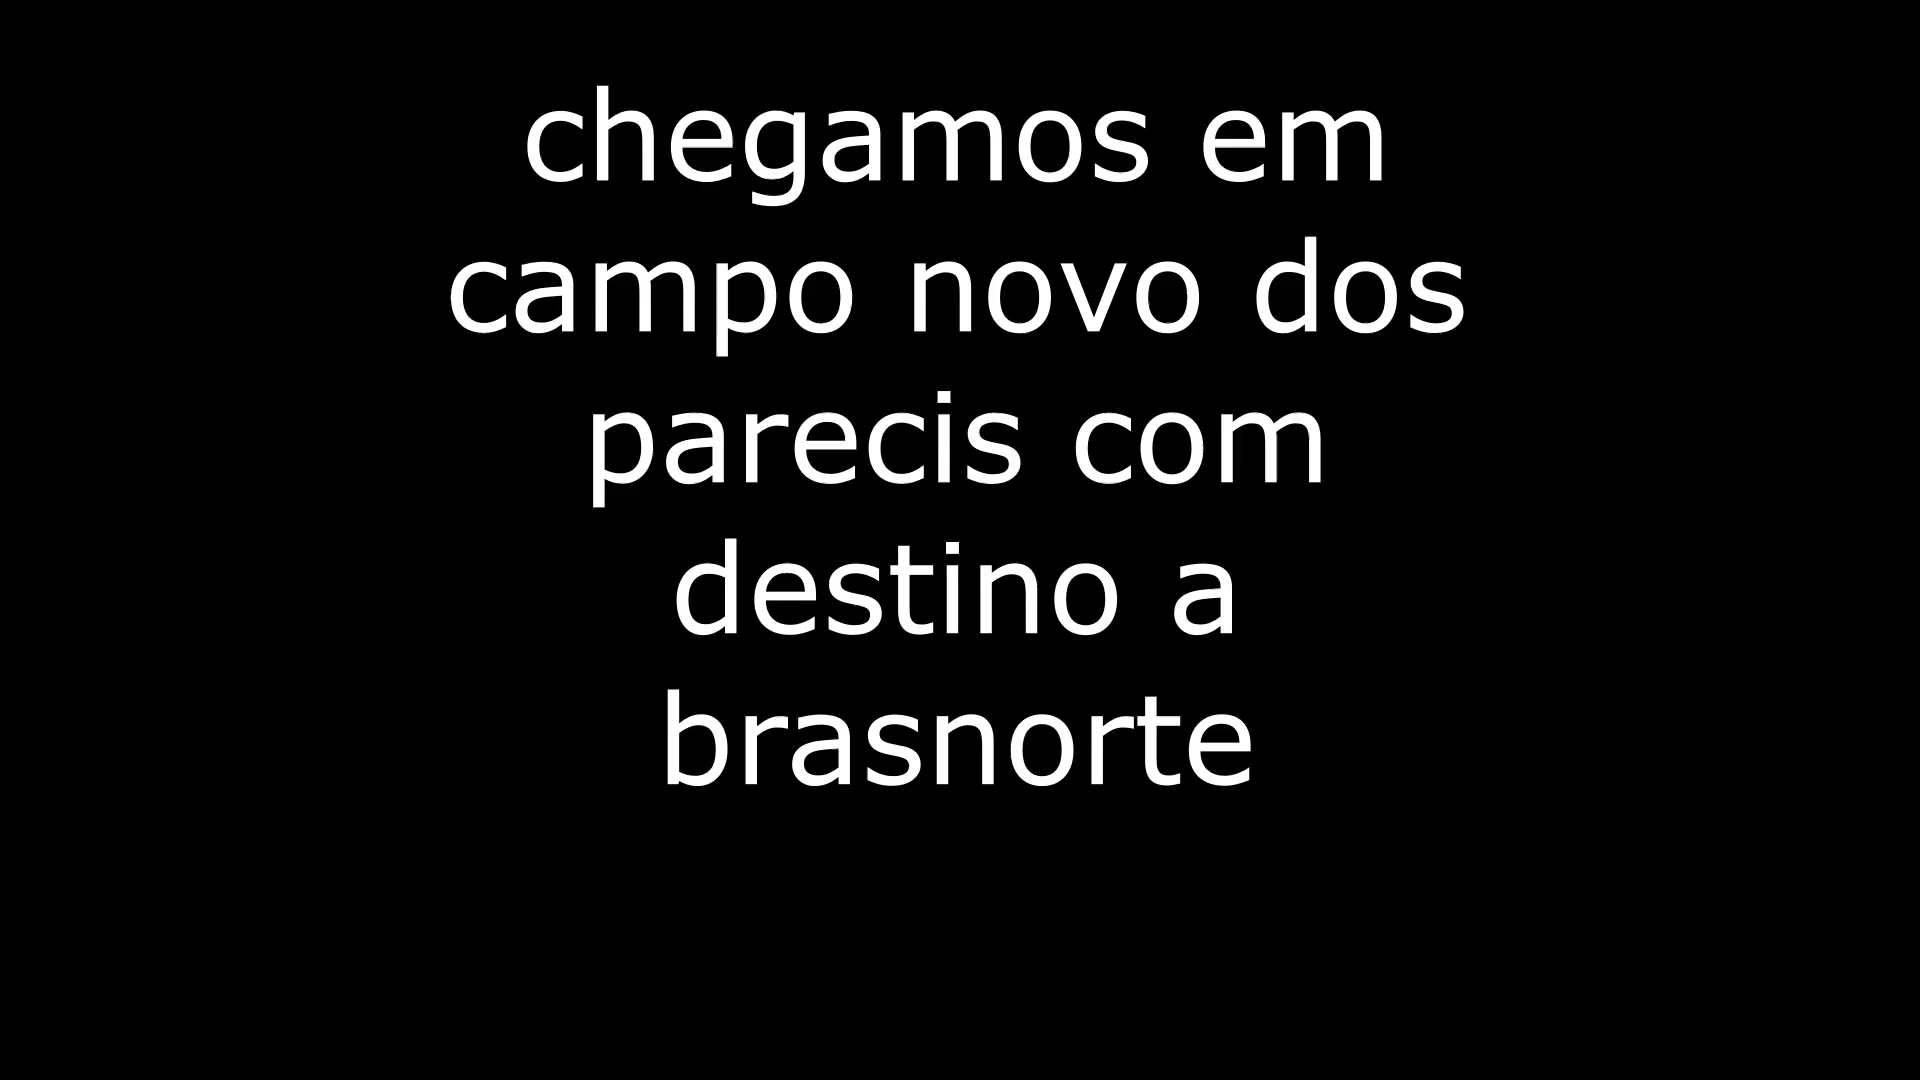 chegamos em
campo novo dos
parecis com
destino a
brasnorte